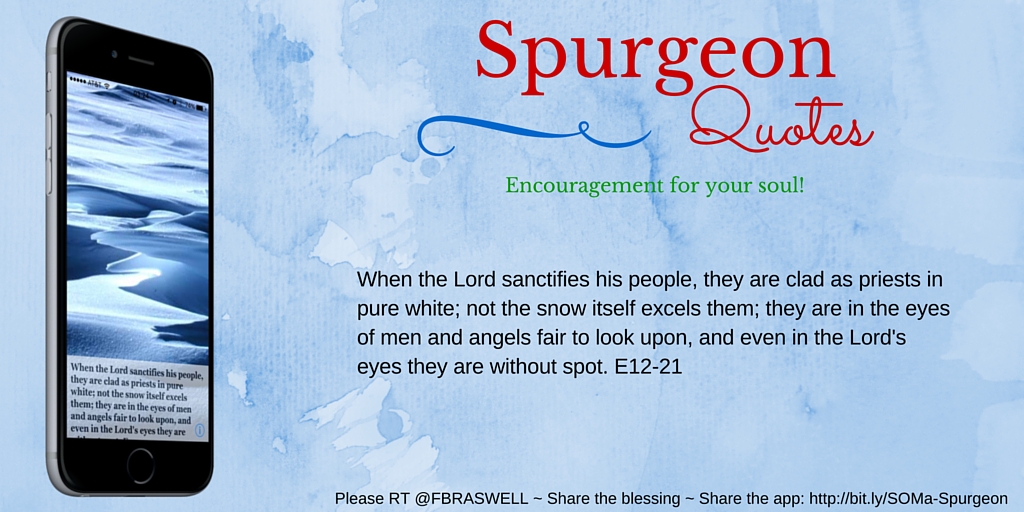 Spurgeon
Quotes
Encouragement for your soul!
When the Lord sanctifies his people, they are clad as priests in
pure white; not the snow itself excels them; they are in the eyes
of men and angels fair to look upon, and even in the Lord's
eyes they are without spot. E12-21
AT&T
When the Lord sanctifies his people,
they are clad as priests in pure
white; not the snow itself excels
them; they are in the eyes of men
and angels fair to look upon, and
even in the Lord's eyes they are
Please RT @FBRASWELL ~ Share the blessing ~ Share the app: http://bit.ly/SOMa-Spurgeon